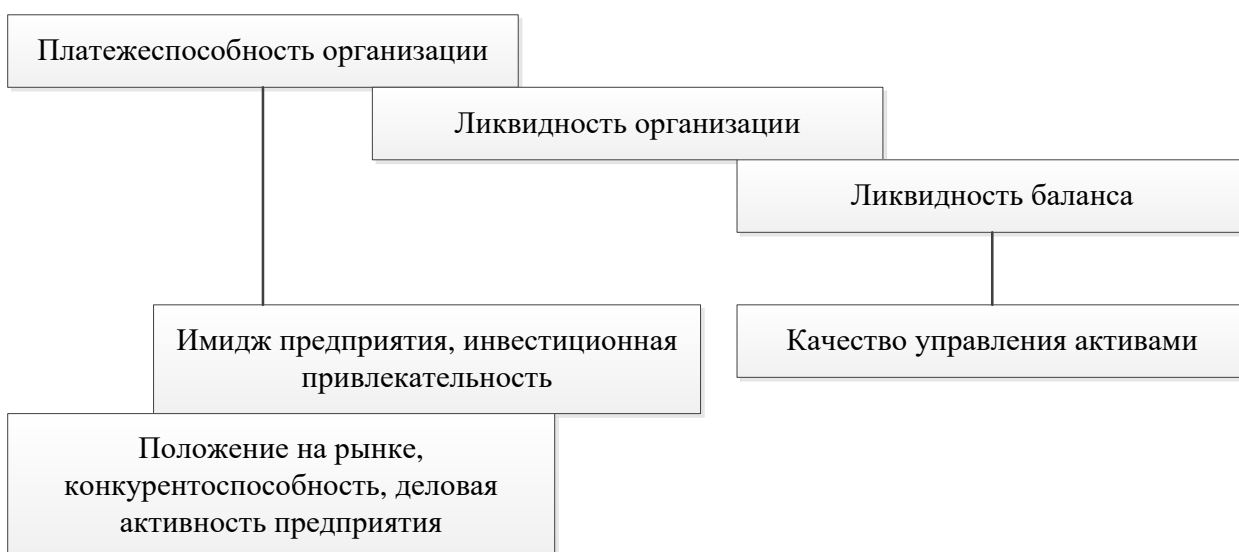 Платежеспособность организации
Ликвидность организации
Ликвидность баланса
Имидж предприятия, инвестиционная
привлекательность
Качество управления активами
Положение на рынке,
конкурентоспособность, деловая
активность предприятия